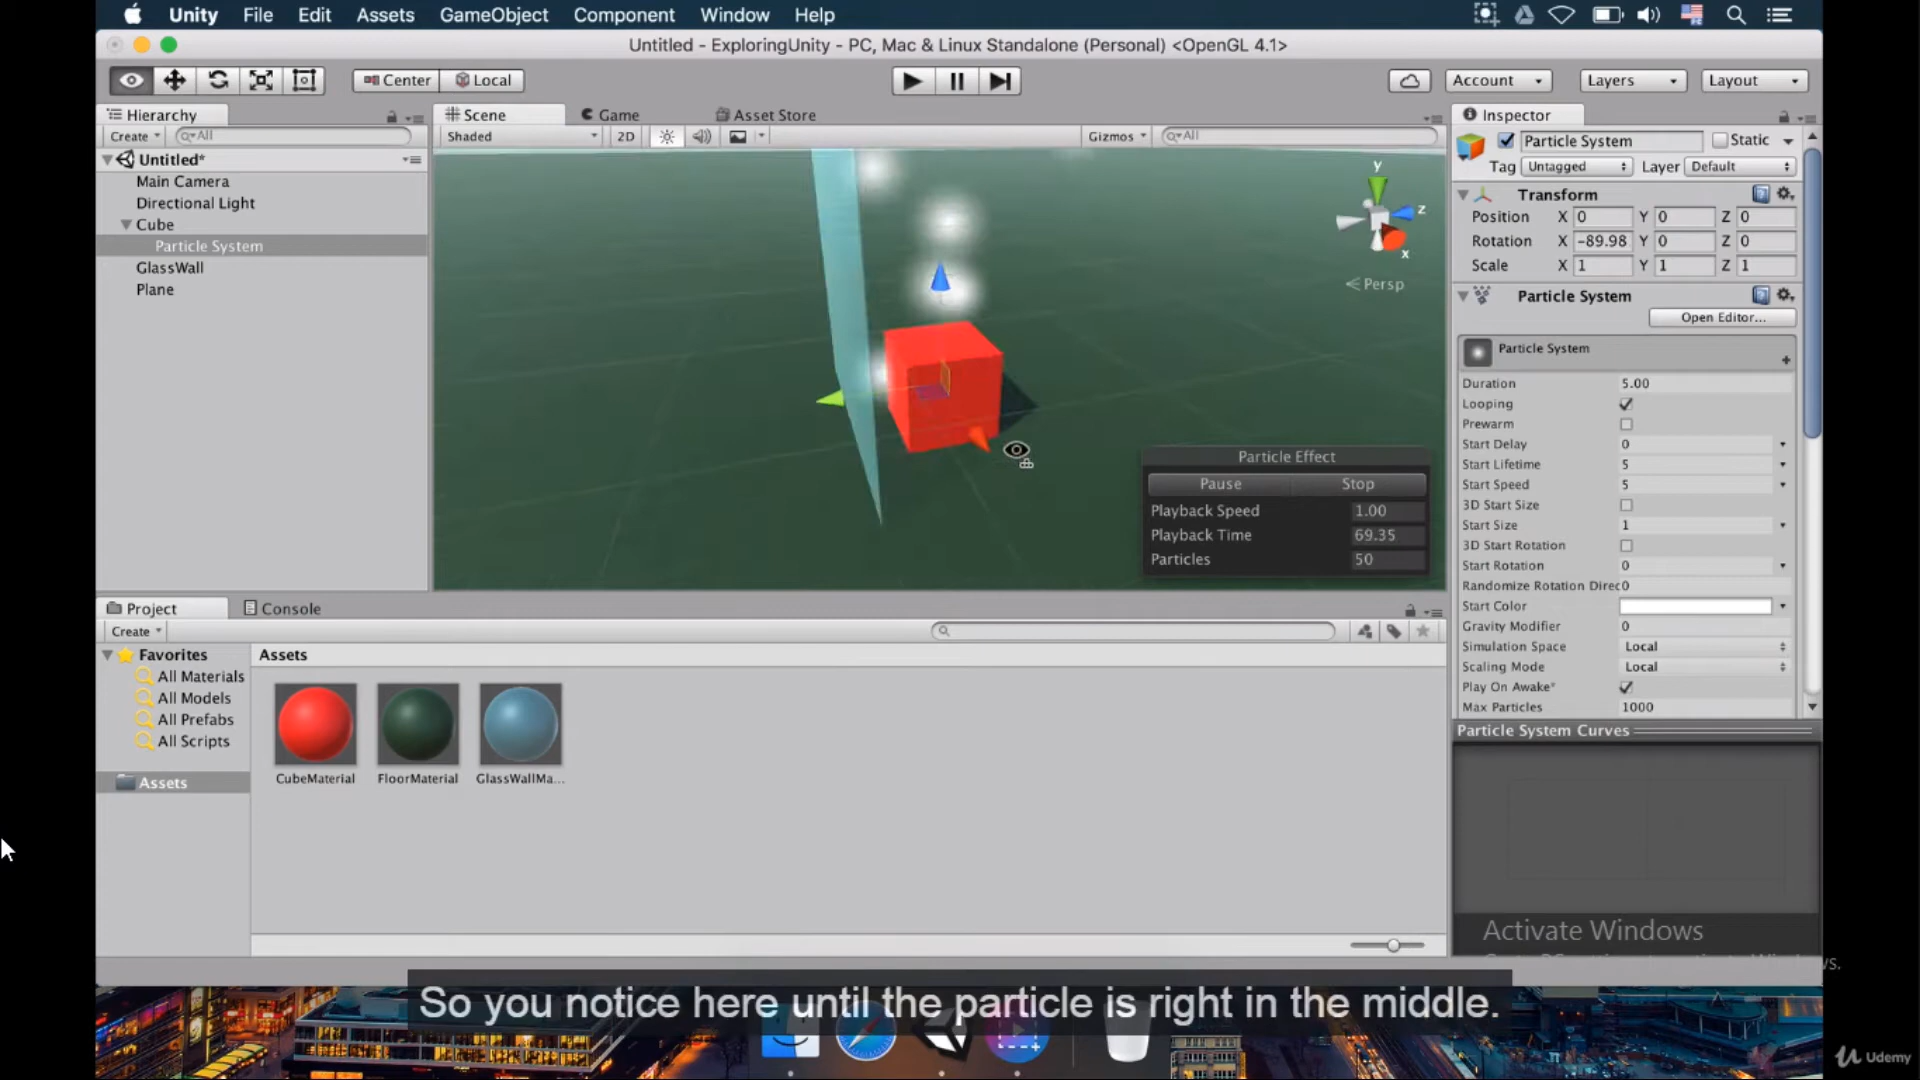 Unity File Edit Assets GameObject Component Window Help
Untitled - ExploringUnity - PC, Mac & Linux Standalone (Personal) <OpenGL 4.1>
Center Local Account Layers Layout
Hierarchy
Create All
Untitled*
Main Camera
Directional Light
Cube
Particle System
GlassWall
Plane
Scene Game Asset Store
Shaded 2D Gizmos All
y
z
x
Persp
Particle Effect
Pause Stop
Playback Speed 1.00
Playback Time 69.35
Particles 50
Inspector
Particle System Static
Tag Untagged Layer Default
Transform
Position X 0 Y 0 Z 0
Rotation X -89.98 Y 0 Z 0
Scale X 1 Y 1 Z 1
Particle System
Open Editor...
Particle System
Duration 5.00
Looping
Prewarm
Start Delay 0
Start Lifetime 5
Start Speed 5
3D Start Size
Start Size 1
3D Start Rotation
Start Rotation 0
Randomize Rotation Direc 0
Start Color
Gravity Modifier 0
Simulation Space Local
Scaling Mode Local
Play On Awake*
Max Particles 1000
Particle System Curves
Project Console
Create
Favorites
All Materials
All Models
All Prefabs
All Scripts
Assets
Assets
CubeMaterial FloorMaterial GlassWallMa...
Activate Windows
So you notice here until the particle is right in the middle.
Udemy